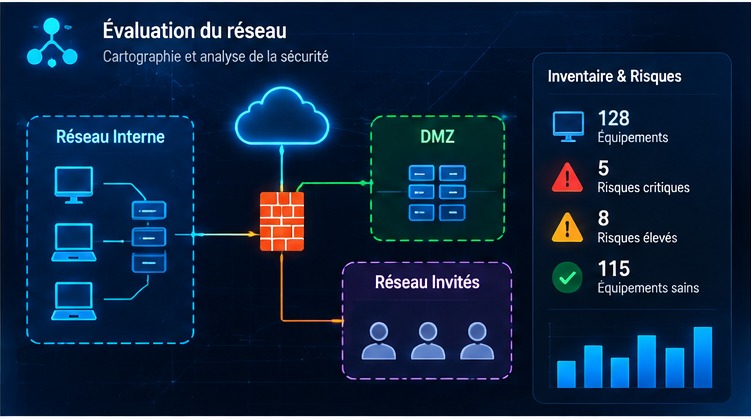 Évaluation du réseau
Cartographie et analyse de la sécurité
Réseau Interne
DMZ
Réseau Invités
Inventaire & Risques
128
Équipements
5
Risques critiques
8
Risques élevés
115
Équipements sains